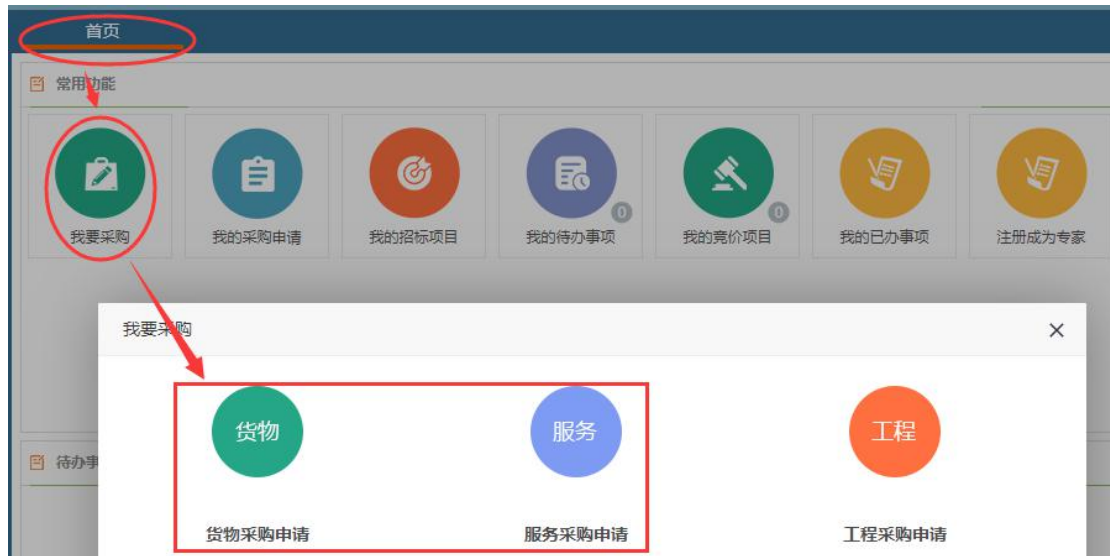 首页
常用功能
我要采购
我的采购申请
我的招标项目
我的待办事项
0
我的竞价项目
0
我的已办事项
注册成为专家
我要采购
货物
服务
工程
待办事
货物采购申请
服务采购申请
工程采购申请